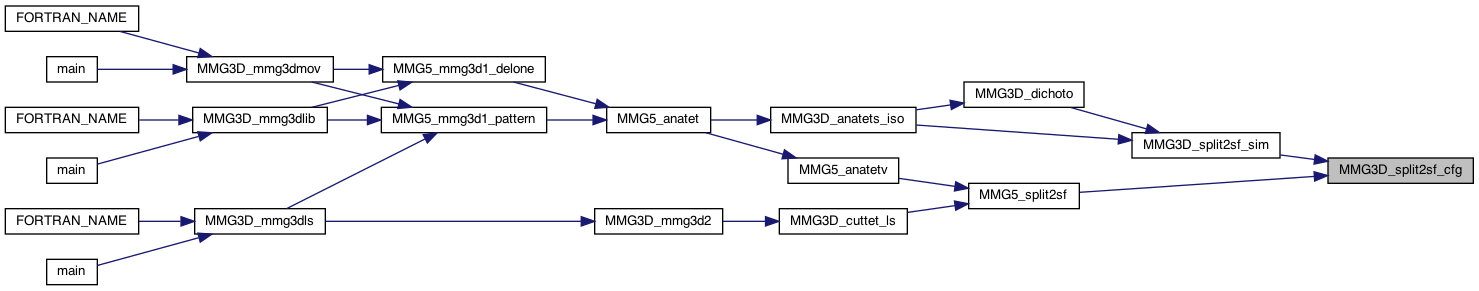 FORTRAN_NAME
main
MMG3D_mmg3dmov
MMG5_mmg3d1_delone
MMG3D_dichoto
FORTRAN_NAME
MMG3D_mmg3dlib
MMG5_mmg3d1_pattern
MMG5_anatet
MMG3D_anatets_iso
MMG3D_split2sf_sim
main
MMG5_anatetv
MMG3D_split2sf_cfg
MMG5_split2sf
FORTRAN_NAME
MMG3D_mmg3dls
MMG3D_mmg3d2
MMG3D_cuttet_ls
main